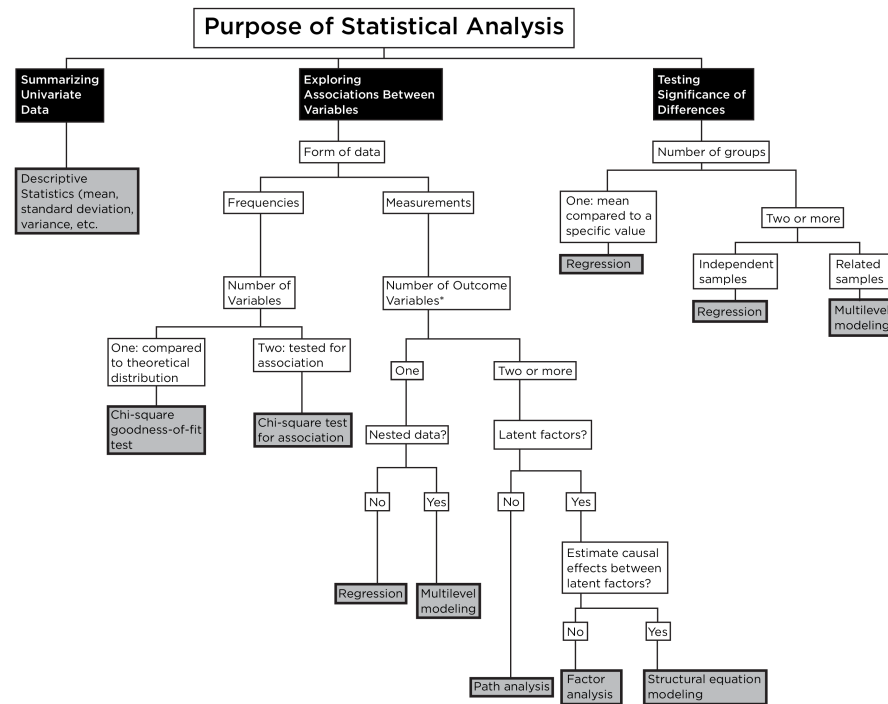 Purpose of Statistical Analysis
Summarizing
Univariate
Data
Exploring
Associations Between
Variables
Testing
Significance of
Differences
Descriptive
Statistics (mean,
standard deviation,
variance, etc.
Form of data
Number of groups
Frequencies
Measurements
One: mean
compared to a
specific value
Two or more
Regression
Independent
samples
Related
samples
Regression
Multilevel
modeling
Number of
Variables
Number of Outcome
Variables*
One: compared
to theoretical
distribution
Two: tested for
association
One
Two or more
Chi-square
goodness-of-fit
test
Chi-square test
for association
Nested data?
Latent factors?
No
Yes
No
Yes
Estimate causal
effects between
latent factors?
Regression
Multilevel
modeling
No
Yes
Path analysis
Factor
analysis
Structural equation
modeling